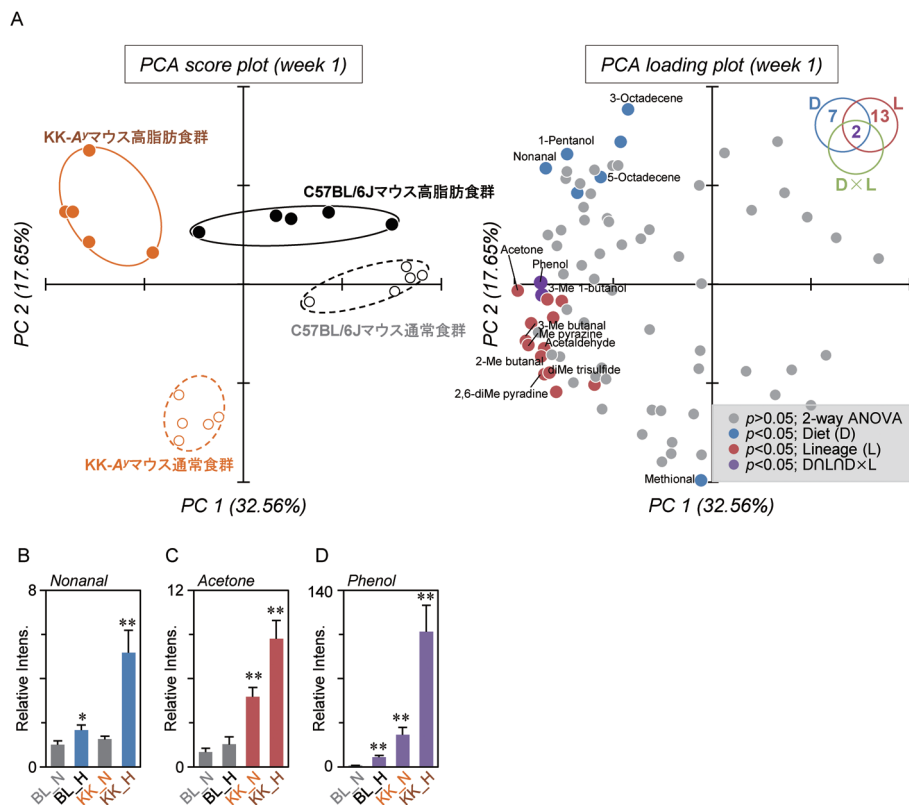 A
PCA score plot (week 1)
KK-Ayマウス高脂肪食群
C57BL/6Jマウス高脂肪食群
C57BL/6Jマウス通常食群
KK-Ayマウス通常食群
PC 2 (17.65%)
PC 1 (32.56%)
PCA loading plot (week 1)
D
7
13
L
2
D×L
3-Octadecene
1-Pentanol
Nonanal
5-Octadecene
Acetone
Phenol
3-Me 1-butanol
3-Me butanal
Me pyrazine
Acetaldehyde
2-Me butanal
diMe trisulfide
2,6-diMe pyradine
Methional
PC 2 (17.65%)
PC 1 (32.56%)
p>0.05; 2-way ANOVA
p<0.05; Diet (D)
p<0.05; Lineage (L)
p<0.05; D∩L∩D×L
B
Nonanal
8
0
Relative Intens.
*
**
BL_N
BL_H
KK_N
KK_H
C
Acetone
12
0
Relative Intens.
**
**
BL_N
BL_H
KK_N
KK_H
D
Phenol
140
0
Relative Intens.
**
**
**
BL_N
BL_H
KK_N
KK_H